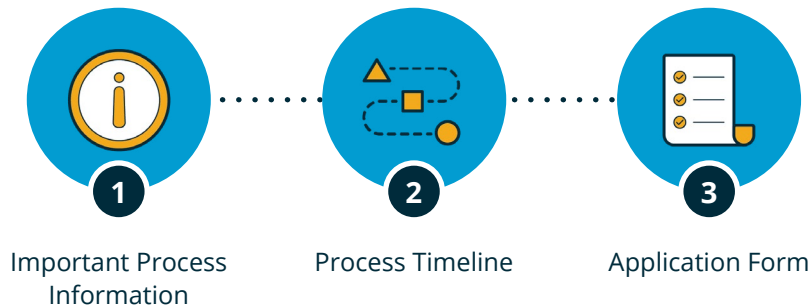 1
2
3
Important Process
Information
Process Timeline
Application Form